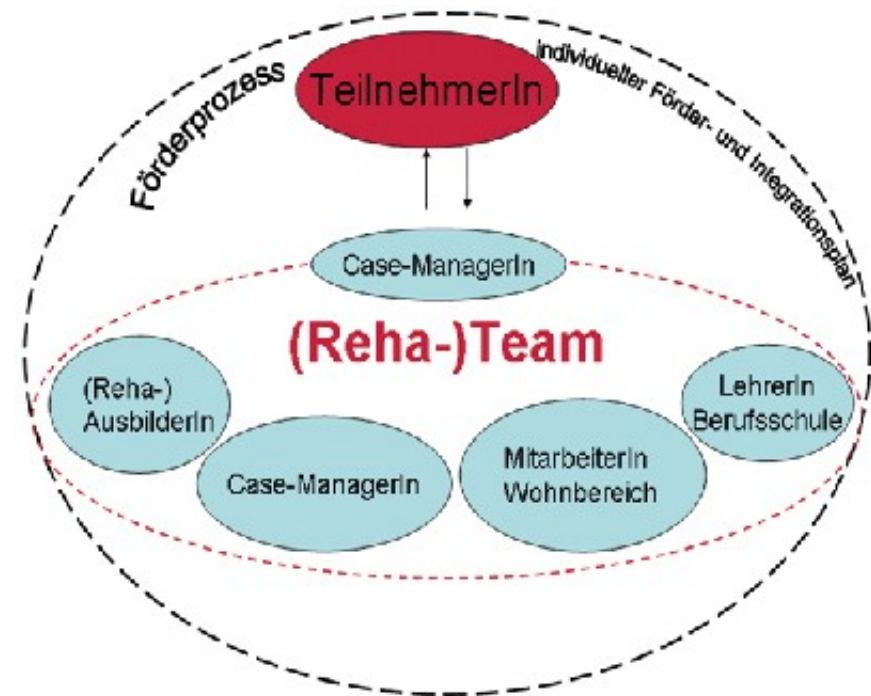 Förderprozess
individueller Förder- und Integrationsplan
TeilnehmerIn
Case-ManagerIn
(Reha-)Team
(Reha-)
AusbilderIn
Case-ManagerIn
MitarbeiterIn
Wohnbereich
LehrerIn
Berufsschule